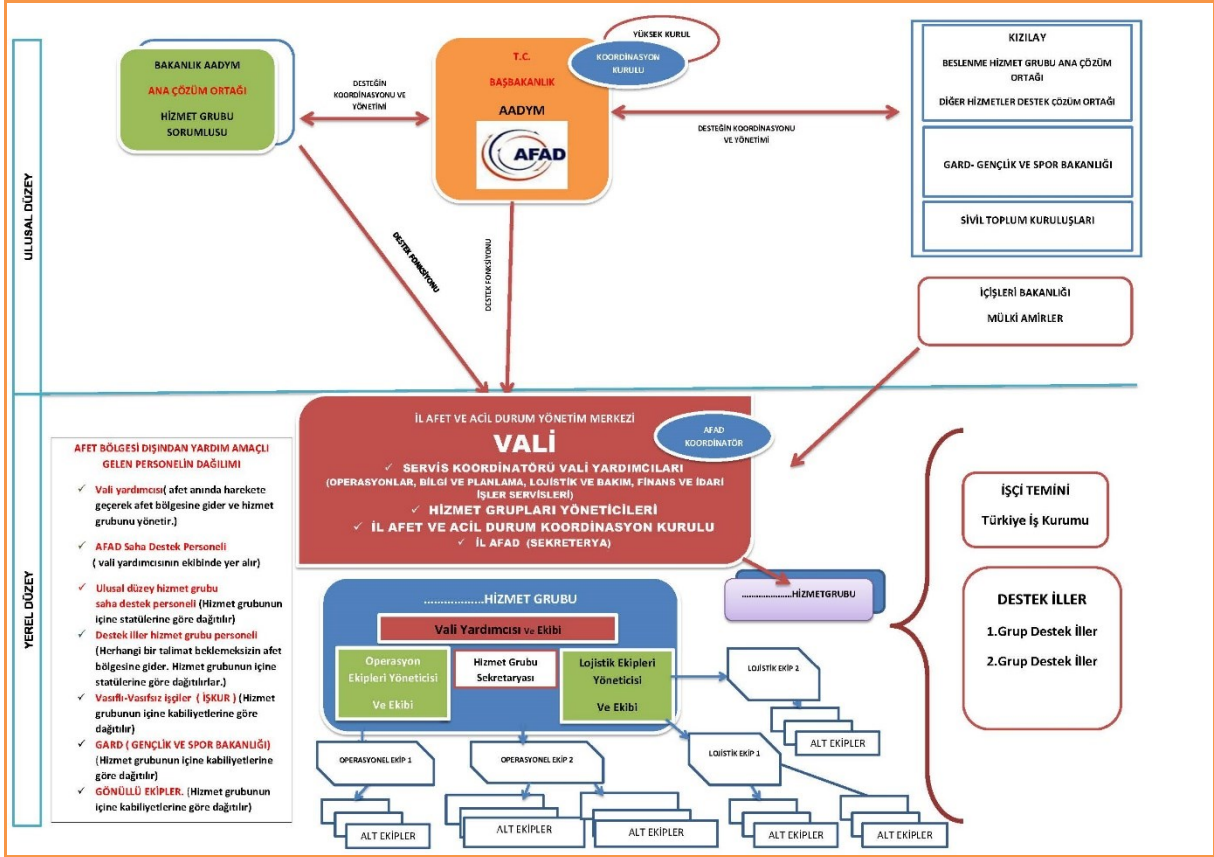 ULUSAL DÜZEY
BAKANLIK AADYM
ANA ÇÖZÜM ORTAĞI
HİZMET GRUBU
SORUMLUSU
DESTEĞİN
KOORDİNASYONU VE
YÖNETİMİ
T.C.
BAŞBAKANLIK
AADYM
AFAD
YÜKSEK KURUL
KOORDİNASYON
KURULU
DESTEĞİN KOORDİNASYONU
VE YÖNETİMİ
KIZILAY
BESLENME HİZMET GRUBU ANA ÇÖZÜM
ORTAĞI
DİĞER HİZMETLER DESTEK ÇÖZÜM ORTAĞI
GARD- GENÇLİK VE SPOR BAKANLIĞI
SİVİL TOPLUM KURULUŞLARI
DESTEK FONKSİYONU
DESTEK FONKSİYONU
İÇİŞLERİ BAKANLIĞI
MÜLKİ AMİRLER
YEREL DÜZEY
AFET BÖLGESİ DIŞINDAN YARDIM AMAÇLI
GELEN PERSONELİN DAĞILIMI
✓ Vali yardımcısı( afet anında harekete
geçerek afet bölgesine gider ve hizmet
grubunu yönetir.)
✓ AFAD Saha Destek Personeli
( vali yardımcısının ekibinde yer alır)
✓ Ulusal düzey hizmet grubu
saha destek personeli (Hizmet grubunun
içine statülerine göre dağıtılır)
✓ Destek iller hizmet grubu personeli
(Herhangi bir talimat beklemeksizin afet
bölgesine gider. Hizmet grubunun içine
statülerine göre dağıtılırlar.)
✓ Vasıflı-Vasıfsız işçiler ( İŞKUR ) (Hizmet
grubunun içine kabiliyetlerine göre
dağıtılır)
✓ GARD ( GENÇLİK VE SPOR BAKANLIĞI)
(Hizmet grubunun içine kabiliyetlerine
göre dağıtılır)
✓ GÖNÜLLÜ EKİPLER. (Hizmet grubunun
içine kabiliyetlerine göre dağıtılır)
İL AFET VE ACİL DURUM YÖNETİM MERKEZİ
VALİ
AFAD
KOORDİNATÖR
✓ SERVİS KOORDİNATÖRÜ VALİ YARDIMCILARI
(OPERASYONLAR, BİLGİ VE PLANLAMA, LOJİSTİK VE BAKIM, FİNANS VE İDARİ
İŞLER SERVİSLERİ)
✓ HİZMET GRUPLARI YÖNETİCİLERİ
✓ İL AFET VE ACİL DURUM KOORDİNASYON KURULU
✓ İL AFAD (SEKRETERYA)
..................HİZMET GRUBU
Vali Yardımcısı ve Ekibi
Operasyon
Ekipleri Yöneticisi
Ve Ekibi
Hizmet Grubu
Sekretaryası
Lojistik Ekipleri
Yöneticisi
Ve Ekibi
.....................HİZMETGRUBU
İŞÇİ TEMİNİ
Türkiye İş Kurumu
DESTEK İLLER
1.Grup Destek İller
2.Grup Destek İller
LOJİSTİK EKİP 2
ALT EKİPLER
OPERASYONEL EKİP 1
OPERASYONEL EKİP 2
LOJİSTİK EKİP 1
ALT EKİPLER
ALT EKİPLER
ALT EKİPLER
ALT EKİPLER
ALT EKİPLER